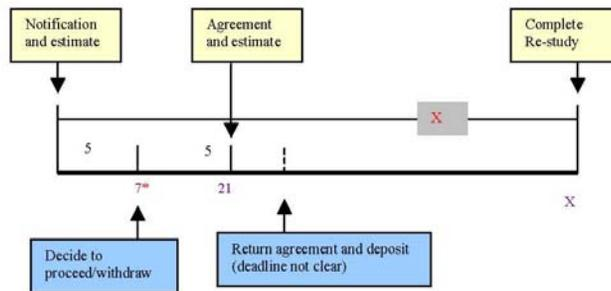 Notification
and estimate
Agreement
and estimate
Complete
Re-study
X
5
5
7*
21
X
Decide to
proceed/withdraw
Return agreement and deposit
(deadline not clear)